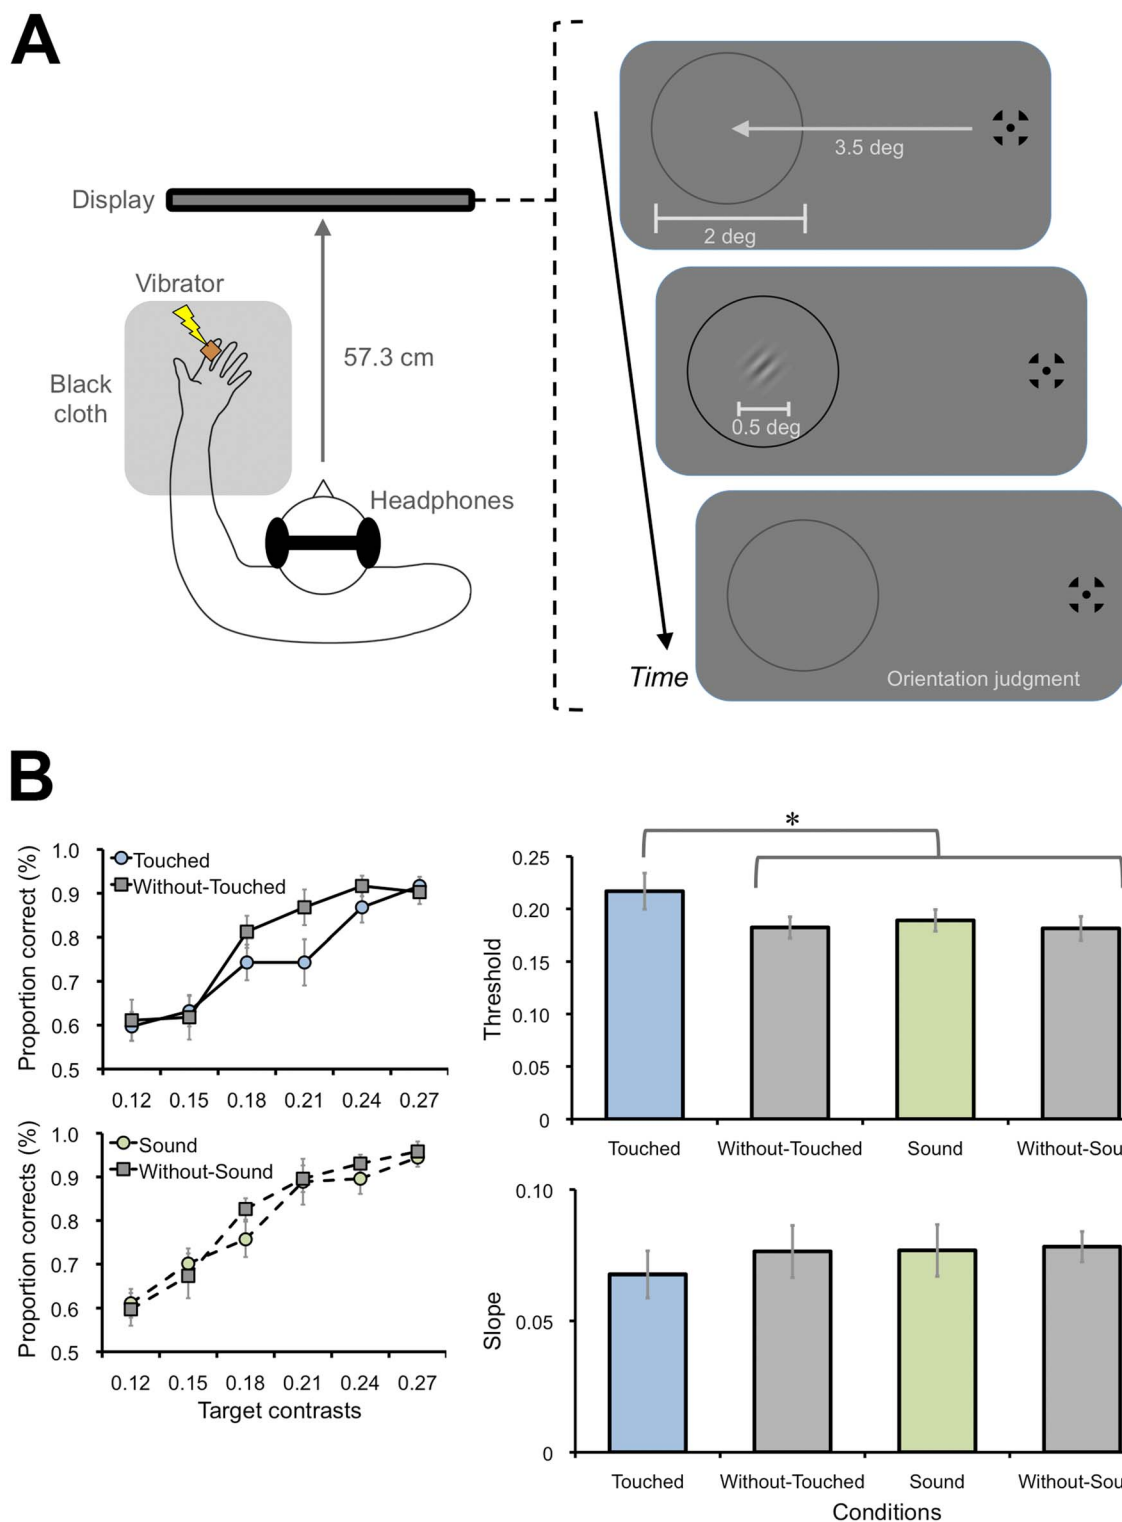 A
Display
Vibrator
Black
cloth
57.3 cm
Headphones
3.5 deg
2 deg
0.5 deg
Time
Orientation judgment
B
Proportion correct (%)
1.0
0.9
0.8
0.7
0.6
0.5
Touched
Without-Touched
0.12 0.15 0.18 0.21 0.24 0.27
Proportion corrects (%)
1.0
0.9
0.8
0.7
0.6
0.5
Sound
Without-Sound
0.12 0.15 0.18 0.21 0.24 0.27
Target contrasts
*
Threshold
0.25
0.20
0.15
0.10
0.05
0
Touched Without-Touched Sound Without-Sou
Slope
0.10
0.05
0
Touched Without-Touched Sound Without-Sou
Conditions